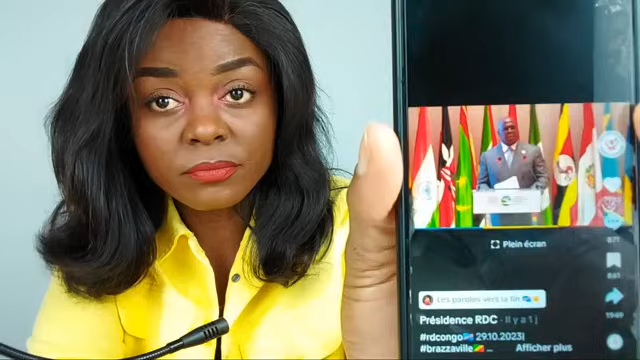 Plein écran
Les paroles vers la fin
Présidence RDC · Il y a 1 j
#rdcongo 29.10.2023
#brazzaville ... Afficher plus